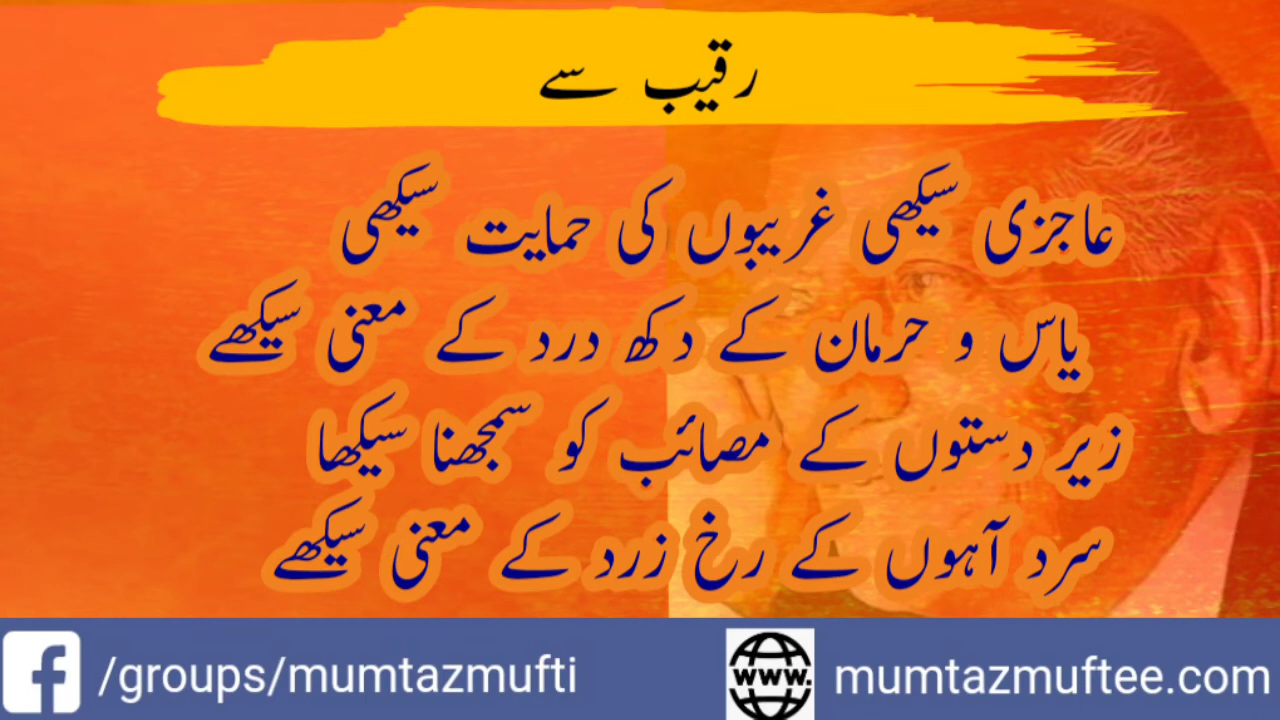 رقیب سے
عاجزی سیکھی غریبوں کی حمایت سیکھی
یاس و حرمان کے دکھ درد کے معنی سیکھے
زیر دستوں کے مصائب کو سمجھنا سیکھا
سرد آہوں کے رخ زرد کے معنی سیکھے
/groups/mumtazmufti
www.
mumtazmuftee.com